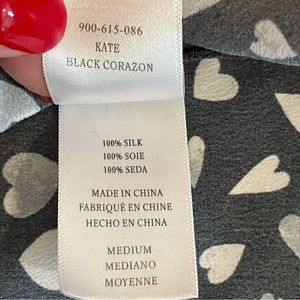 900-615-086
KATE
BLACK CORAZON
100% SILK
100% SOIE
100% SEDA
MADE IN CHINA
FABRIQUÉ EN CHINE
HECHO EN CHINA
MEDIUM
MEDIANO
MOYENNE